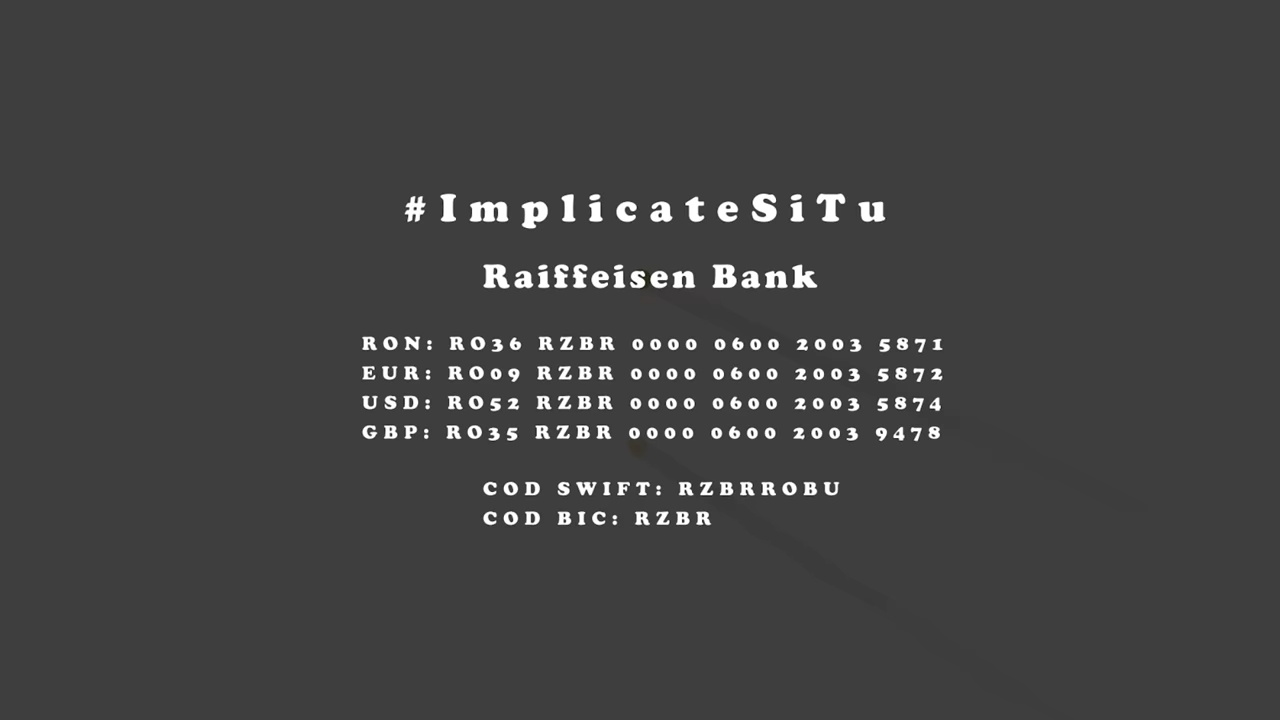 #ImplicateSiTu
Raiffeisen Bank
RON: RO36 RZBR 0000 0600 2003 5871
EUR: RO09 RZBR 0000 0600 2003 5872
USD: RO52 RZBR 0000 0600 2003 5874
GBP: RO35 RZBR 0000 0600 2003 9478
COD SWIFT: RZBRROBU
COD BIC: RZBR